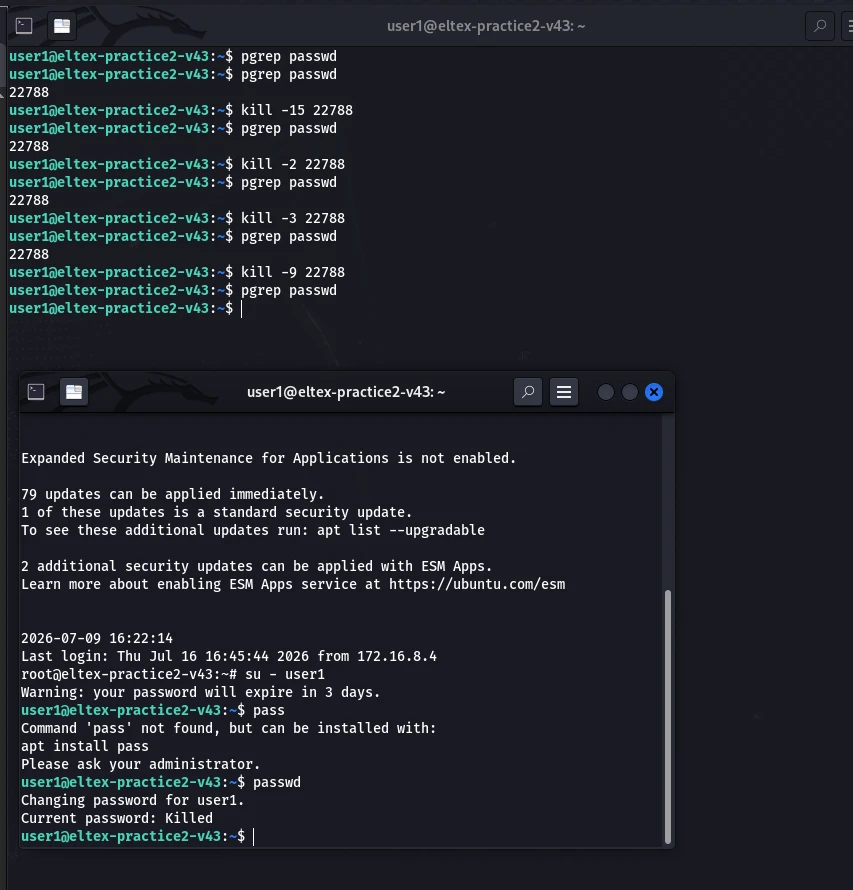 user1@eltex-practice2-v43: ~
user1@eltex-practice2-v43:~$ pgrep passwd
user1@eltex-practice2-v43:~$ pgrep passwd
22788
user1@eltex-practice2-v43:~$ kill -15 22788
user1@eltex-practice2-v43:~$ pgrep passwd
22788
user1@eltex-practice2-v43:~$ kill -2 22788
user1@eltex-practice2-v43:~$ pgrep passwd
22788
user1@eltex-practice2-v43:~$ kill -3 22788
user1@eltex-practice2-v43:~$ pgrep passwd
22788
user1@eltex-practice2-v43:~$ kill -9 22788
user1@eltex-practice2-v43:~$ pgrep passwd
user1@eltex-practice2-v43:~$
user1@eltex-practice2-v43: ~
Expanded Security Maintenance for Applications is not enabled.
79 updates can be applied immediately.
1 of these updates is a standard security update.
To see these additional updates run: apt list --upgradable
2 additional security updates can be applied with ESM Apps.
Learn more about enabling ESM Apps service at https://ubuntu.com/esm
2026-07-09 16:22:14
Last login: Thu Jul 16 16:45:44 2026 from 172.16.8.4
root@eltex-practice2-v43:~# su - user1
Warning: your password will expire in 3 days.
user1@eltex-practice2-v43:~$ pass
Command 'pass' not found, but can be installed with:
apt install pass
Please ask your administrator.
user1@eltex-practice2-v43:~$ passwd
Changing password for user1.
Current password: Killed
user1@eltex-practice2-v43:~$